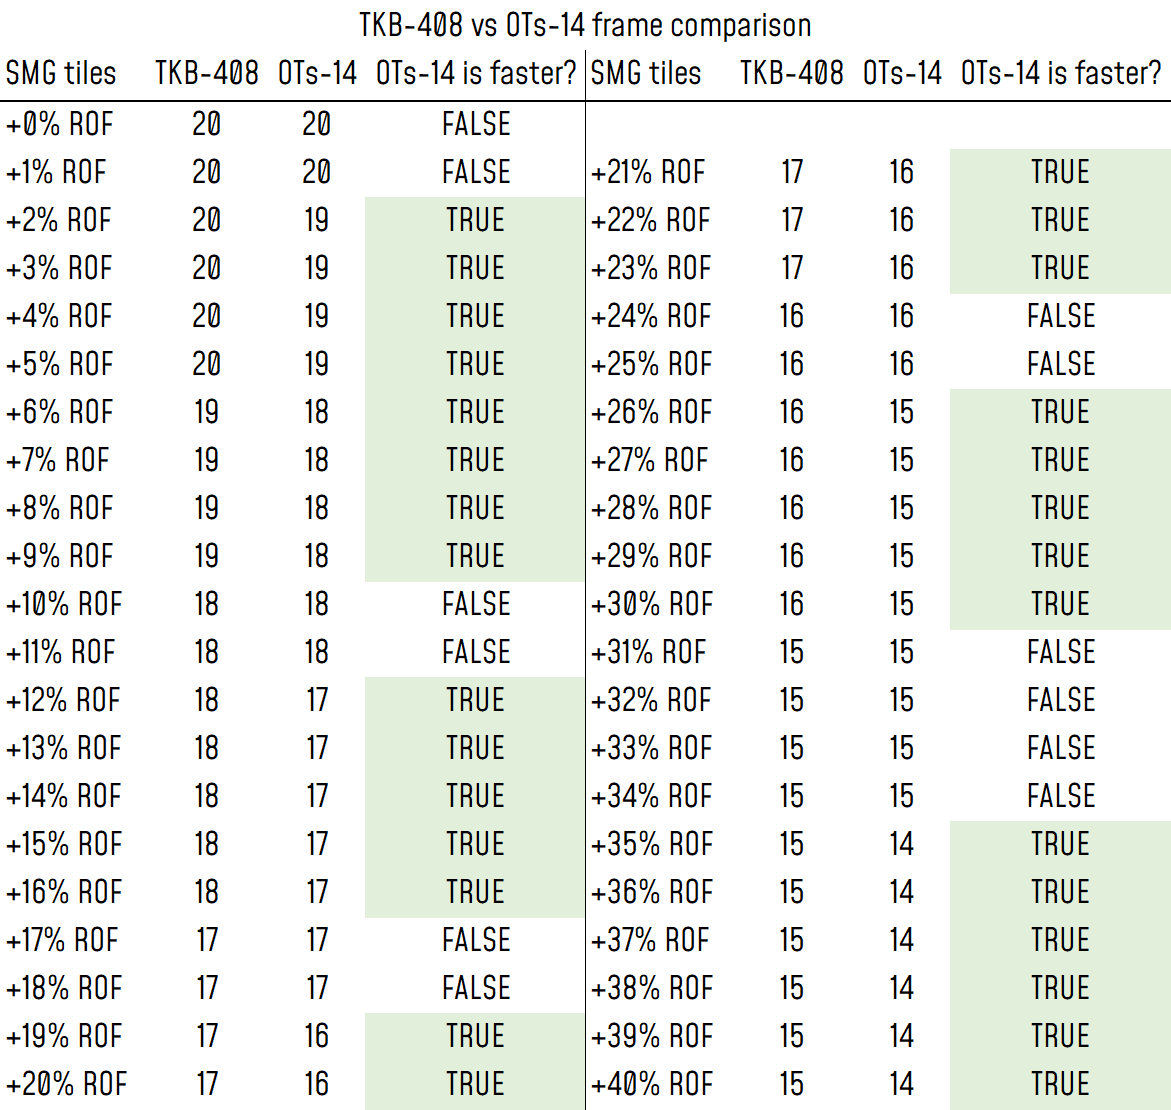 TKB-408 vs OTs-14 frame comparison
SMG tiles TKB-408 OTs-14 OTs-14 is faster? SMG tiles TKB-408 OTs-14 OTs-14 is faster?
+0% ROF 20 20 FALSE
+1% ROF 20 20 FALSE +21% ROF 17 16 TRUE
+2% ROF 20 19 TRUE +22% ROF 17 16 TRUE
+3% ROF 20 19 TRUE +23% ROF 17 16 TRUE
+4% ROF 20 19 TRUE +24% ROF 16 16 FALSE
+5% ROF 20 19 TRUE +25% ROF 16 16 FALSE
+6% ROF 19 18 TRUE +26% ROF 16 15 TRUE
+7% ROF 19 18 TRUE +27% ROF 16 15 TRUE
+8% ROF 19 18 TRUE +28% ROF 16 15 TRUE
+9% ROF 19 18 TRUE +29% ROF 16 15 TRUE
+10% ROF 18 18 FALSE +30% ROF 16 15 TRUE
+11% ROF 18 18 FALSE +31% ROF 15 15 FALSE
+12% ROF 18 17 TRUE +32% ROF 15 15 FALSE
+13% ROF 18 17 TRUE +33% ROF 15 15 FALSE
+14% ROF 18 17 TRUE +34% ROF 15 15 FALSE
+15% ROF 18 17 TRUE +35% ROF 15 14 TRUE
+16% ROF 18 17 TRUE +36% ROF 15 14 TRUE
+17% ROF 17 17 FALSE +37% ROF 15 14 TRUE
+18% ROF 17 17 FALSE +38% ROF 15 14 TRUE
+19% ROF 17 16 TRUE +39% ROF 15 14 TRUE
+20% ROF 17 16 TRUE +40% ROF 15 14 TRUE